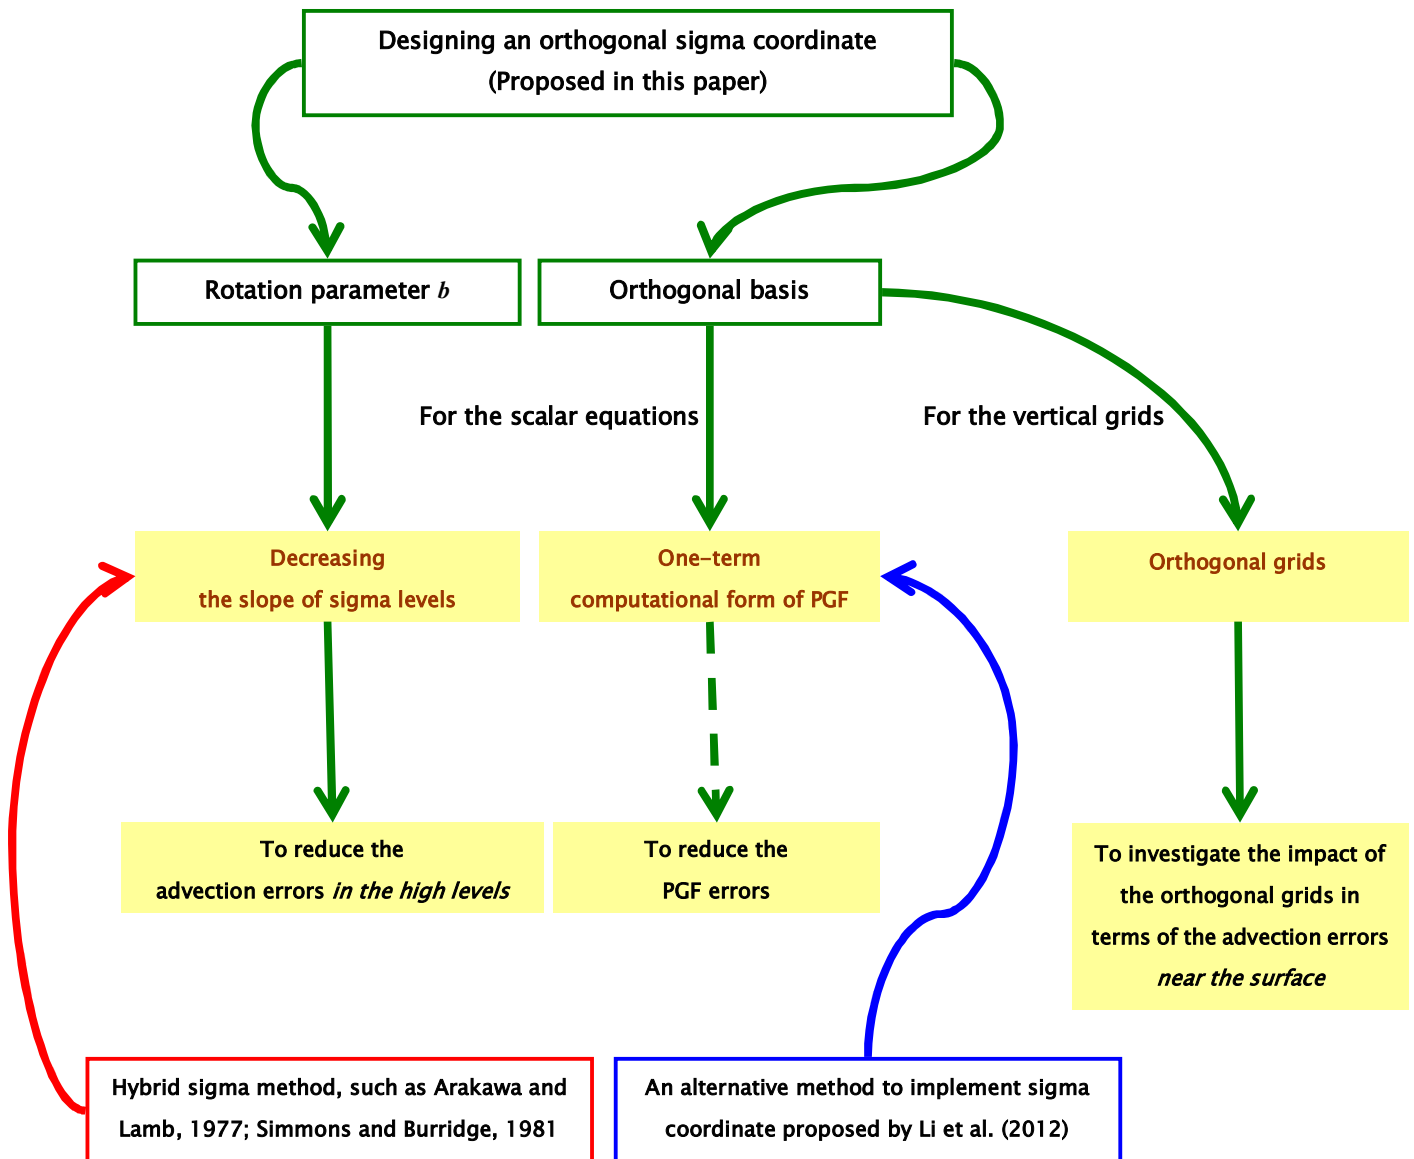 Designing an orthogonal sigma coordinate
(Proposed in this paper)
Rotation parameter b
Orthogonal basis
For the scalar equations
For the vertical grids
Decreasing
the slope of sigma levels
One-term
computational form of PGF
Orthogonal grids
To reduce the
advection errors in the high levels
To reduce the
PGF errors
To investigate the impact of
the orthogonal grids in
terms of the advection errors
near the surface
Hybrid sigma method, such as Arakawa and
Lamb, 1977; Simmons and Burridge, 1981
An alternative method to implement sigma
coordinate proposed by Li et al. (2012)